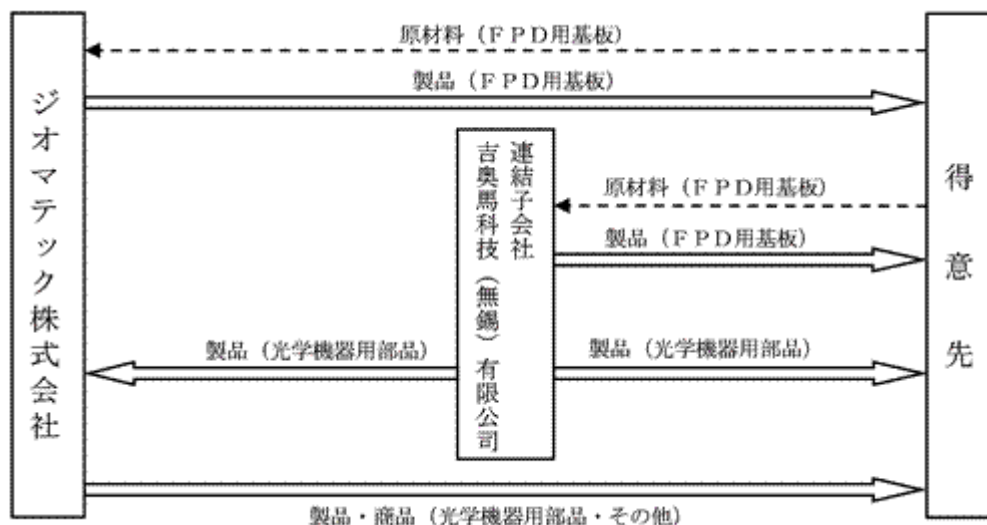 原材料（ＦＰＤ用基板）
製品（ＦＰＤ用基板）
ジオマテック株式会社
連結子会社
吉奥馬科技（無錫）有限公司
得意先
原材料（ＦＰＤ用基板）
製品（ＦＰＤ用基板）
製品（光学機器用部品）
製品（光学機器用部品）
製品・商品（光学機器用部品・その他）